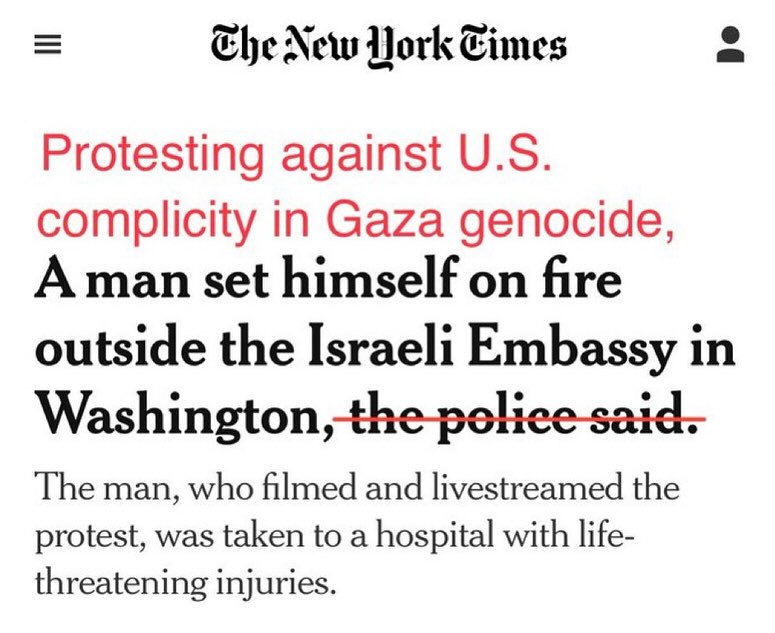 The New York Times
Protesting against U.S.
complicity in Gaza genocide,
A man set himself on fire
outside the Israeli Embassy in
Washington, the police said.
The man, who filmed and livestreamed the
protest, was taken to a hospital with life-
threatening injuries.